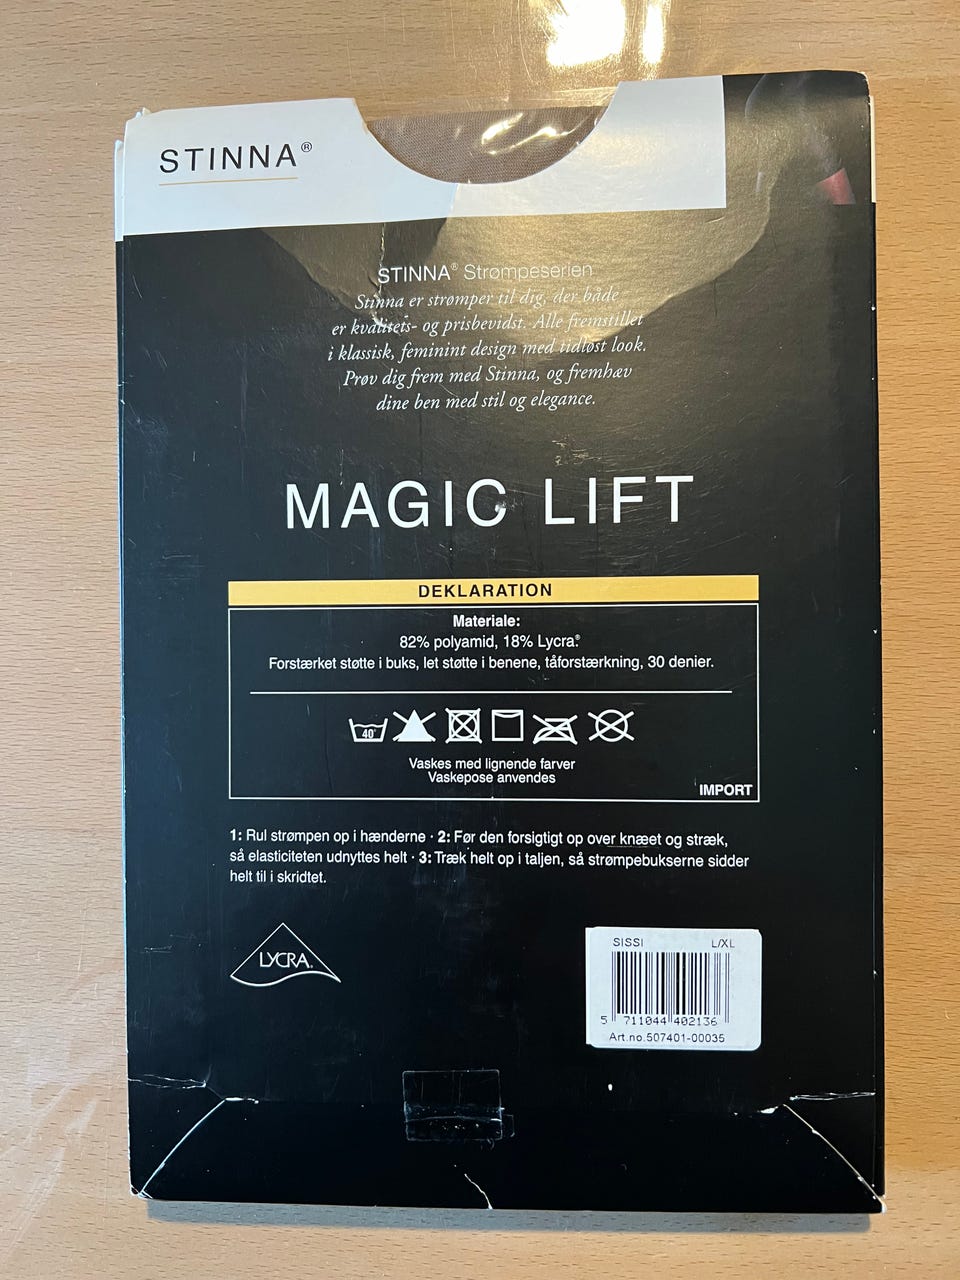 STINNA®
STINNA® Strømpeserien
Stinna er strømper til dig, der både
er kvalitets- og prisbevidst. Alle fremstillet
i klassisk, feminint design med tidløst look.
Prøv dig frem med Stinna, og fremhæv
dine ben med stil og elegance.
MAGIC LIFT
DEKLARATION
Materiale:
82% polyamid, 18% Lycra®
Forstærket støtte i buks, let støtte i benene, tåforstærkning, 30 denier.
40°
Vaskes med lignende farver
Vaskepose anvendes
IMPORT
1: Rul strømpen op i hænderne · 2: Før den forsigtigt op over knæet og stræk,
så elasticiteten udnyttes helt · 3: Træk helt op i taljen, så strømpebukserne sidder
helt til i skridtet.
LYCRA®
SISSI L/XL
5 711044 402136
Art.no.507401-00035